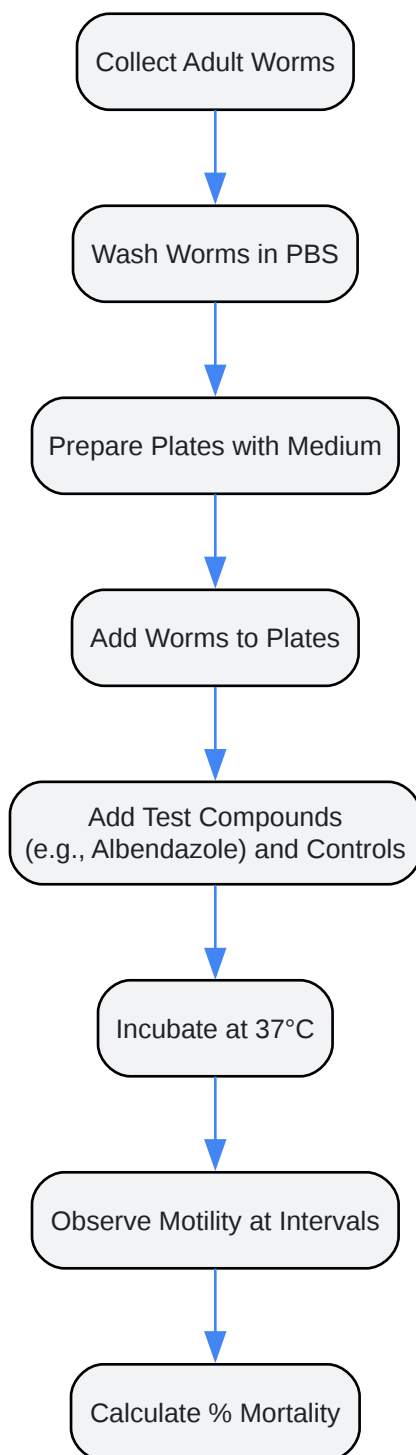 Collect Adult Worms
Wash Worms in PBS
Prepare Plates with Medium
Add Worms to Plates
Add Test Compounds
(e.g., Albendazole) and Controls
Incubate at 37°C
Observe Motility at Intervals
Calculate % Mortality